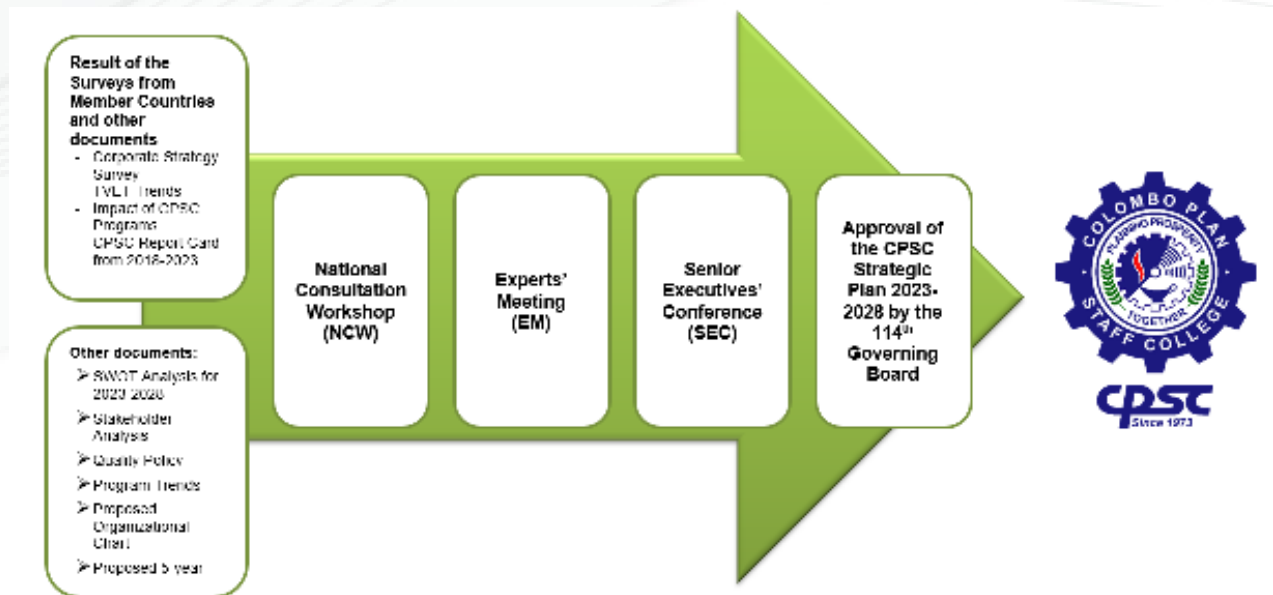 Result of the
Surveys from
Member Countries
and other
documents
- Corporate Strategy
Survey
TVET Trends
- Impact of CPSC
Programs
CPSC Report Card
from 2018-2023
Other documents:
➢ SWOT Analysis for
2023-2028
➢ Stakeholder
Analysis
➢ Quality Policy
➢ Program Trends
➢ Proposed
Organizational
Chart
➢ Proposed 5 year
National
Consultation
Workshop
(NCW)
Experts'
Meeting
(EM)
Senior
Executives'
Conference
(SEC)
Approval of
the CPSC
Strategic
Plan 2023-
2028 by the
114th
Governing
Board
COLOMBO PLAN
PLANNING PROSPERITY
TOGETHER
STAFF COLLEGE
cpsc
Since 1973